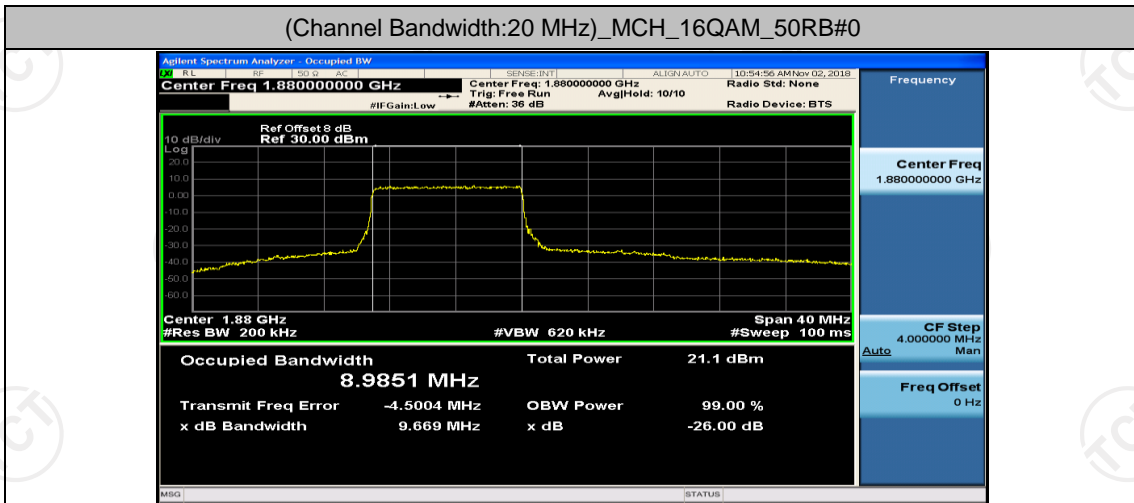 (Channel Bandwidth:20 MHz)_MCH_16QAM_50RB#0
Agilent Spectrum Analyzer - Occupied BW
LXI RL RF 50 Ω AC SENSE:INT ALIGN AUTO 10:54:56 AM Nov 02, 2018
Center Freq 1.880000000 GHz
Center Freq: 1.880000000 GHz
Radio Std: None
Trig: Free Run Avg|Hold: 10/10
#IFGain:Low #Atten: 36 dB Radio Device: BTS
Ref Offset 8 dB
10 dB/div Ref 30.00 dBm
Log
20.0
10.0
0.00
-10.0
-20.0
-30.0
-40.0
-50.0
-60.0
Center 1.88 GHz Span 40 MHz
#Res BW 200 kHz #VBW 620 kHz #Sweep 100 ms
Occupied Bandwidth Total Power 21.1 dBm
8.9851 MHz
Transmit Freq Error -4.5004 MHz OBW Power 99.00 %
x dB Bandwidth 9.669 MHz x dB -26.00 dB
MSG STATUS
Frequency
Center Freq
1.880000000 GHz
CF Step
4.000000 MHz
Auto Man
Freq Offset
0 Hz
TCT
TCT
TCT
TCT